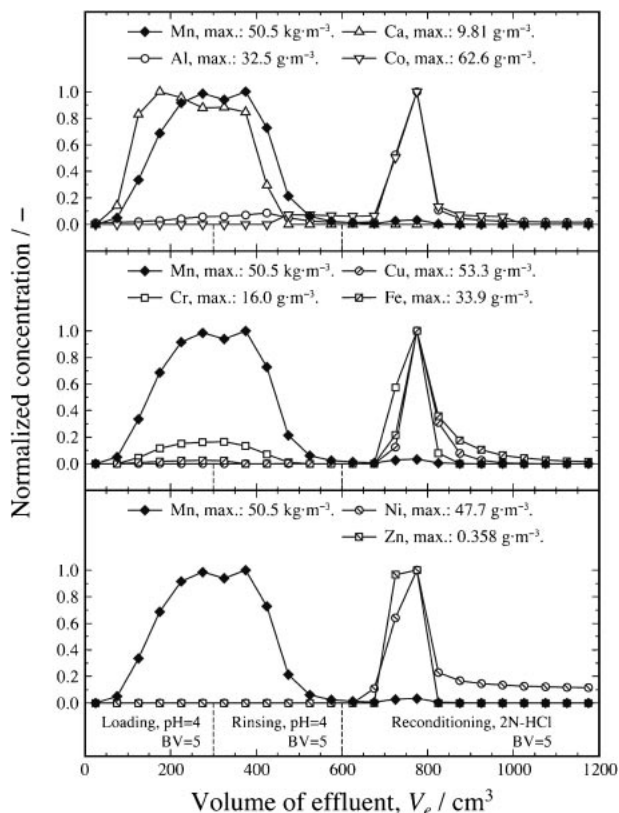 Mn, max.: 50.5 kg·m⁻³. Ca, max.: 9.81 g·m⁻³.
Al, max.: 32.5 g·m⁻³. Co, max.: 62.6 g·m⁻³.
1.0
0.8
0.6
0.4
0.2
0.0
Mn, max.: 50.5 kg·m⁻³. Cu, max.: 53.3 g·m⁻³.
Cr, max.: 16.0 g·m⁻³. Fe, max.: 33.9 g·m⁻³.
1.0
0.8
0.6
0.4
0.2
0.0
Normalized concentration / −
Mn, max.: 50.5 kg·m⁻³. Ni, max.: 47.7 g·m⁻³.
Zn, max.: 0.358 g·m⁻³.
1.0
0.8
0.6
0.4
0.2
0.0
Loading, pH=4 Rinsing, pH=4 Reconditioning, 2N-HCl
BV=5 BV=5 BV=5
0 200 400 600 800 1000 1200
Volume of effluent, Vₑ / cm³